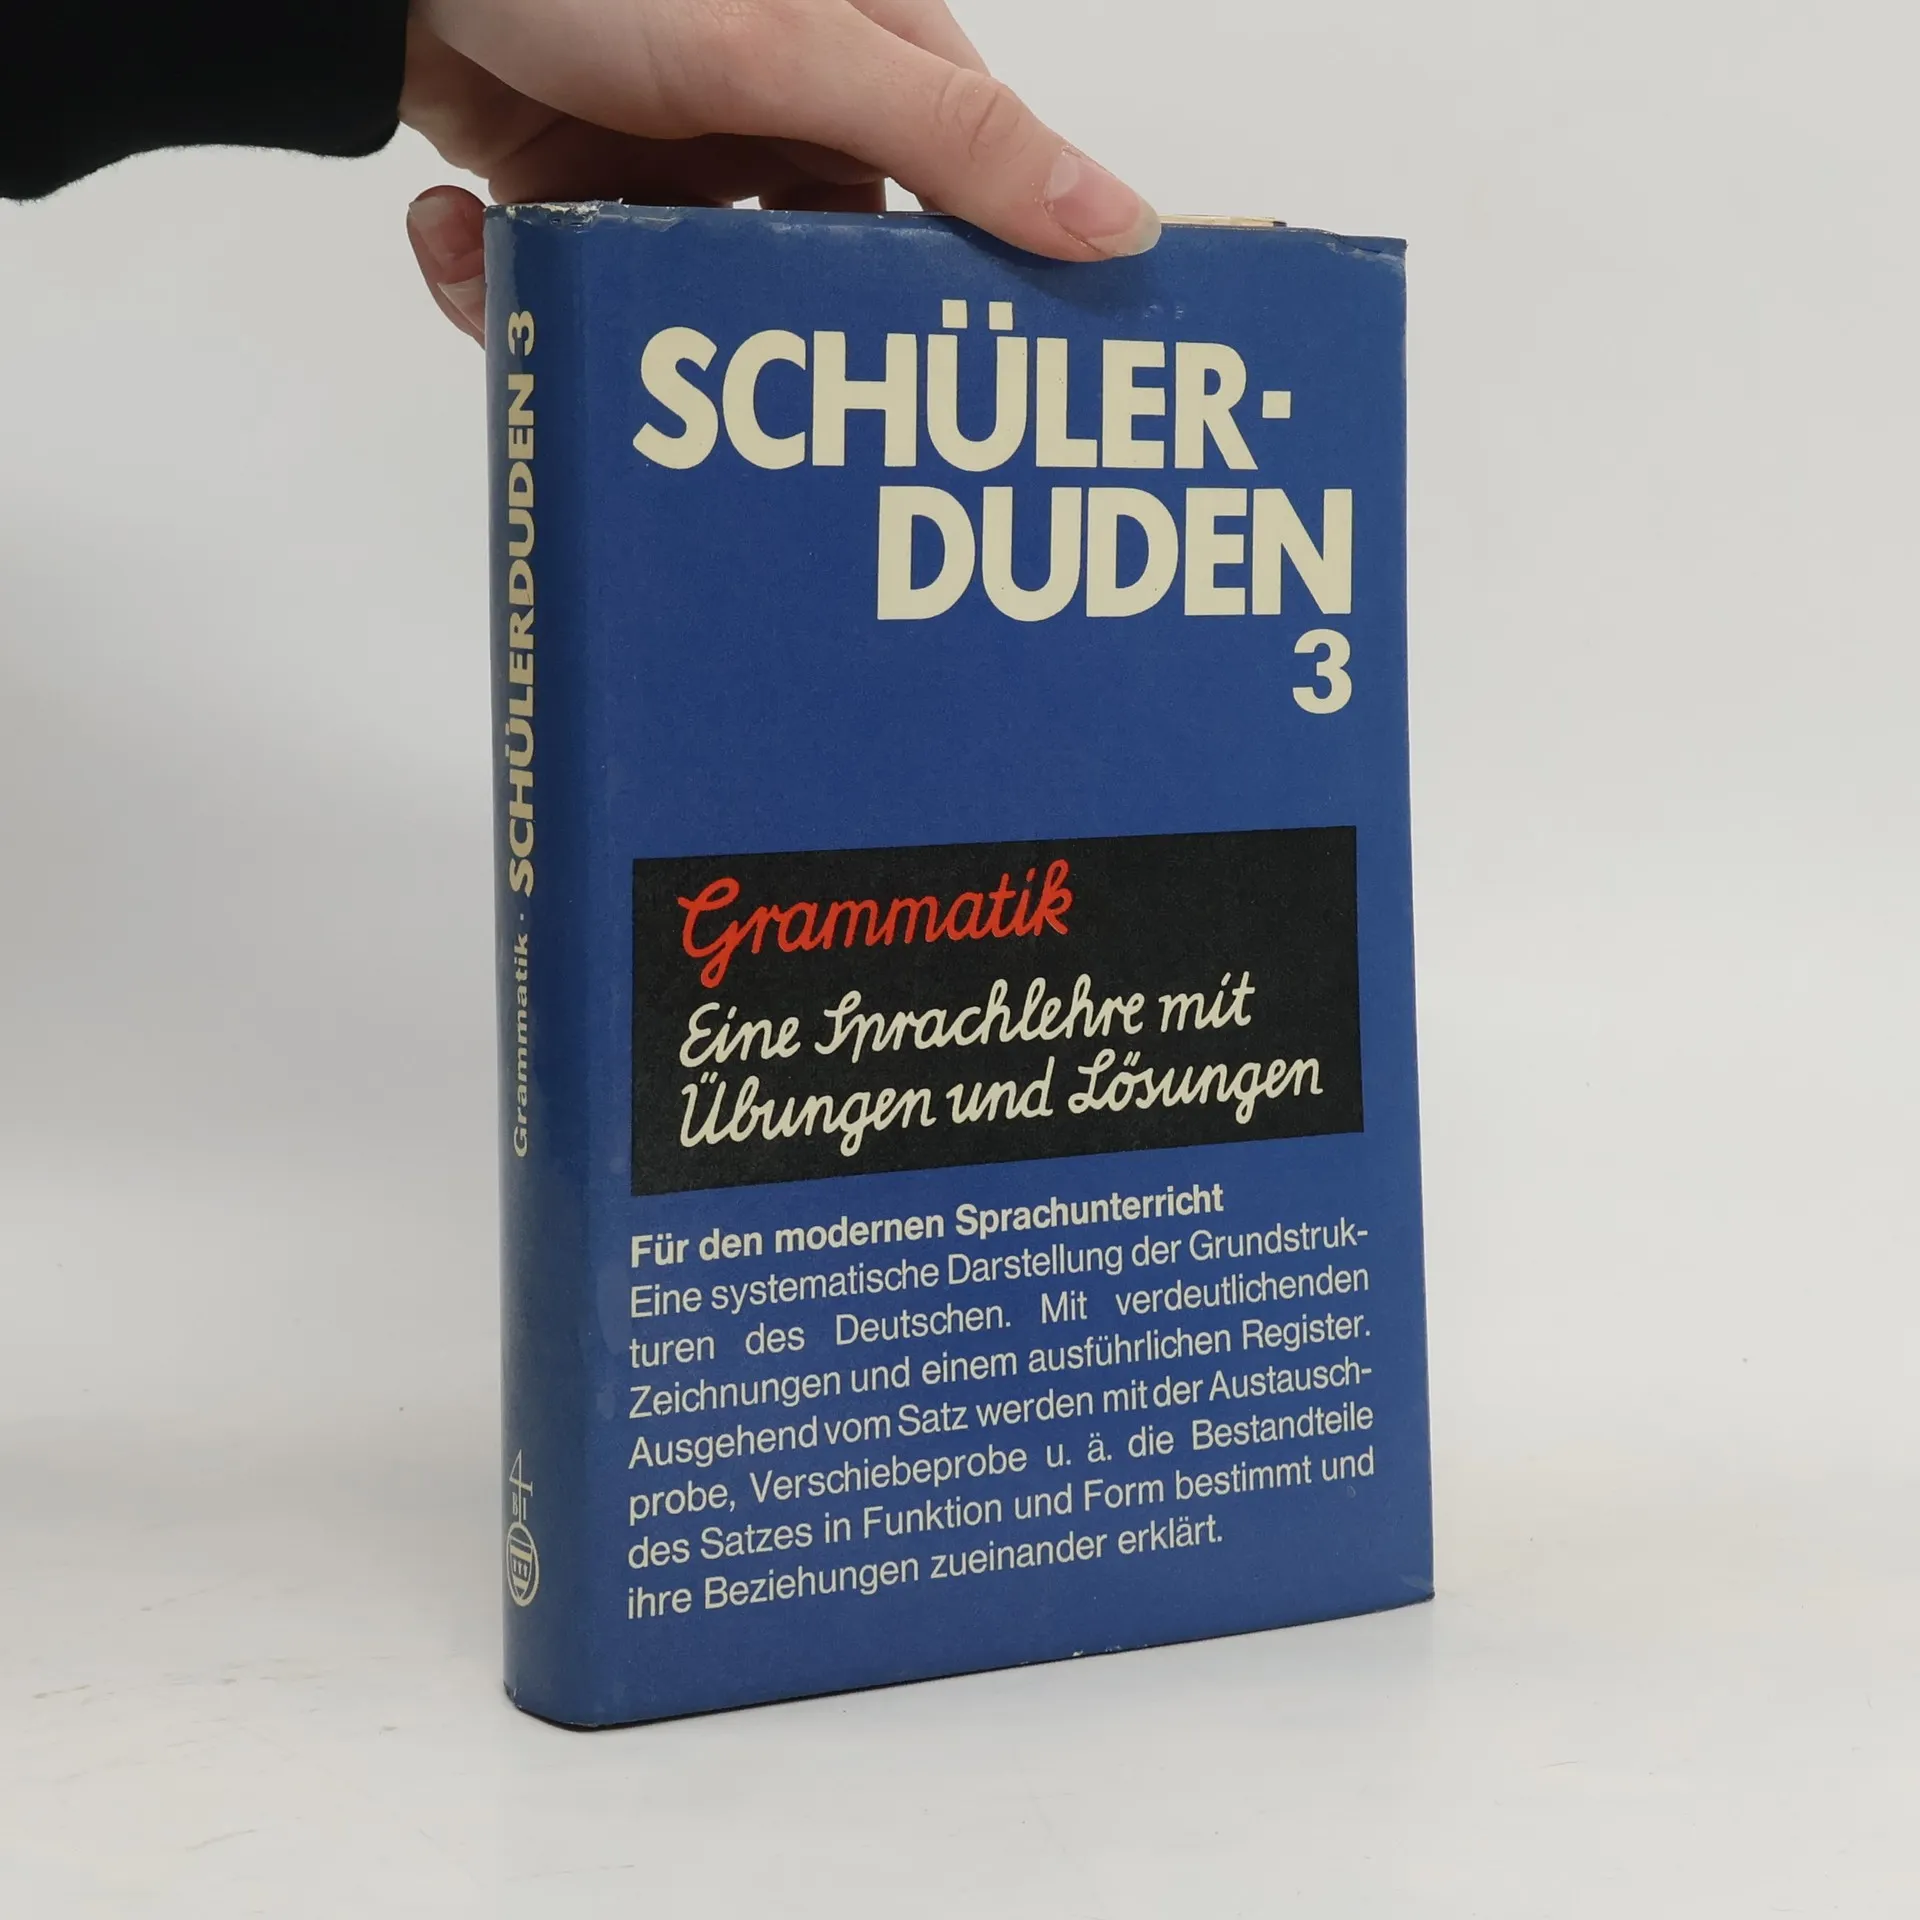 SCHÜLER-
DUDEN
3
Grammatik
Eine Sprachlehre mit
Übungen und Lösungen
Für den modernen Sprachunterricht
Eine systematische Darstellung der Grundstruk-
turen des Deutschen. Mit verdeutlichenden
Zeichnungen und einem ausführlichen Register.
Ausgehend vom Satz werden mit der Austausch-
probe, Verschiebeprobe u. ä. die Bestandteile
des Satzes in Funktion und Form bestimmt und
ihre Beziehungen zueinander erklärt.
Grammatik · SCHÜLERDUDEN 3
B I